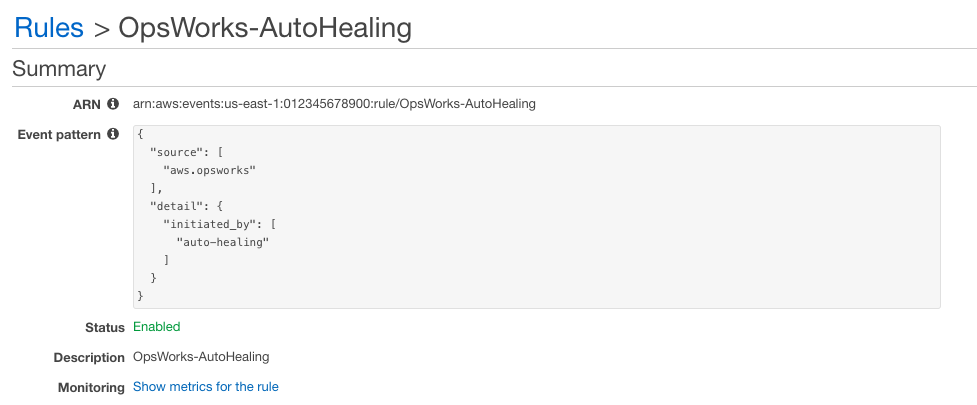 Rules > OpsWorks-AutoHealing
Summary
ARN arn:aws:events:us-east-1:012345678900:rule/OpsWorks-AutoHealing
Event pattern {
  "source": [
    "aws.opsworks"
  ],
  "detail": {
    "initiated_by": [
      "auto-healing"
    ]
  }
}
Status Enabled
Description OpsWorks-AutoHealing
Monitoring Show metrics for the rule